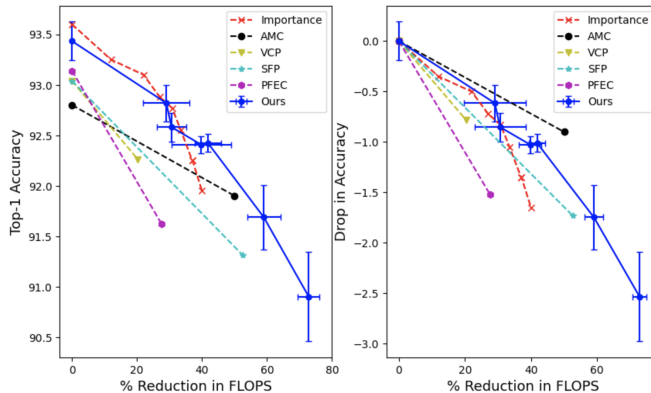 93.5
93.0
92.5
92.0
91.5
91.0
90.5
Top-1 Accuracy
0
20
40
60
80
% Reduction in FLOPS
Importance
AMC
VCP
SFP
PFEC
Ours
0.0
−0.5
−1.0
−1.5
−2.0
−2.5
−3.0
Drop in Accuracy
0
20
40
60
% Reduction in FLOPS
Importance
AMC
VCP
SFP
PFEC
Ours